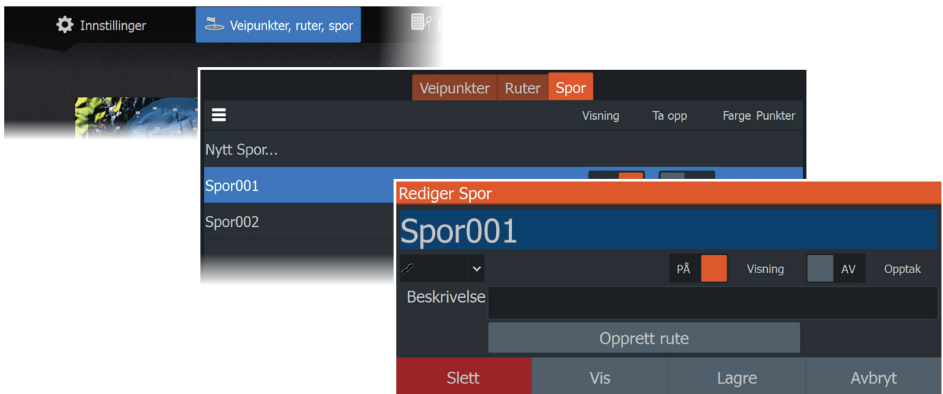 Innstillinger
Veipunkter, ruter, spor
Veipunkter Ruter Spor
Visning Ta opp Farge Punkter
Nytt Spor...
Spor001
Spor002
Rediger Spor
Spor001
PÅ Visning AV Opptak
Beskrivelse
Opprett rute
Slett Vis Lagre Avbryt